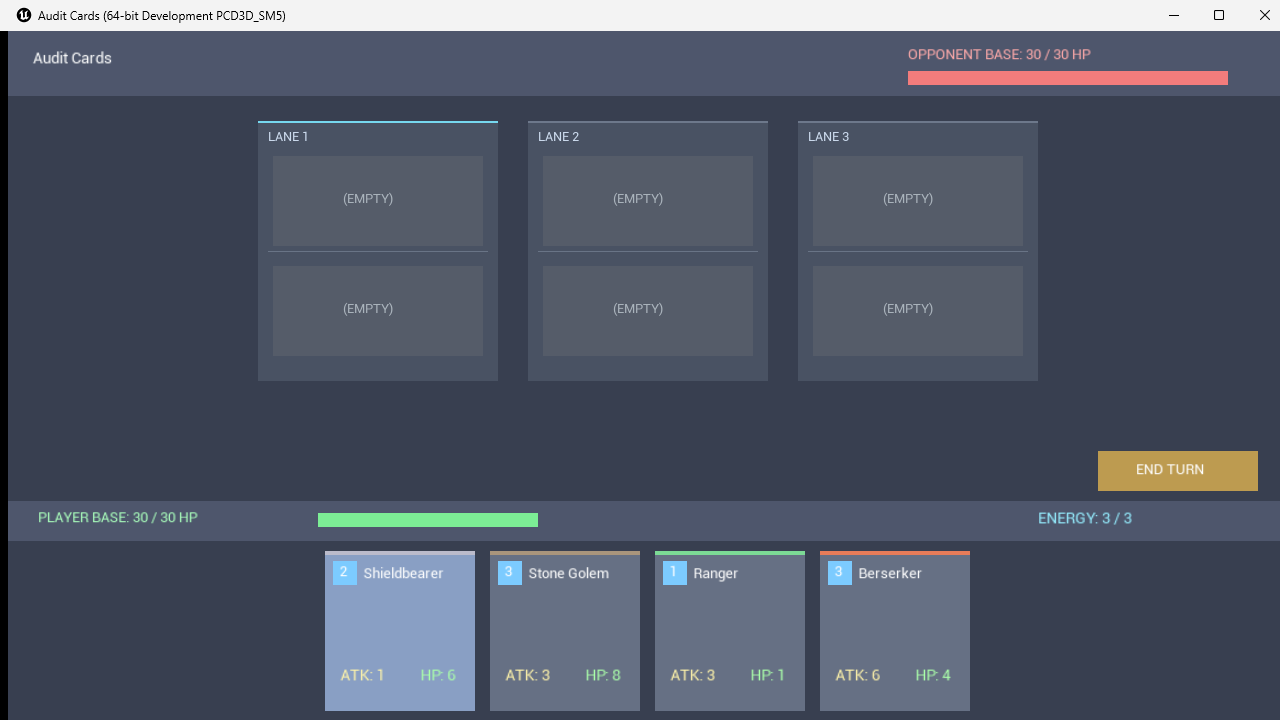 Audit Cards (64-bit Development PCD3D_SM5)
Audit Cards
OPPONENT BASE: 30 / 30 HP
LANE 1
LANE 2
LANE 3
(EMPTY)
(EMPTY)
(EMPTY)
(EMPTY)
(EMPTY)
(EMPTY)
END TURN
PLAYER BASE: 30 / 30 HP
ENERGY: 3 / 3
2 Shieldbearer
ATK: 1 HP: 6
3 Stone Golem
ATK: 3 HP: 8
1 Ranger
ATK: 3 HP: 1
3 Berserker
ATK: 6 HP: 4